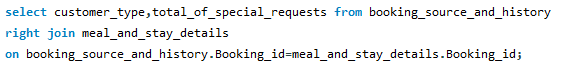 select customer_type,total_of_special_requests from booking_source_and_history
right join meal_and_stay_details
on booking_source_and_history.Booking_id=meal_and_stay_details.Booking_id;